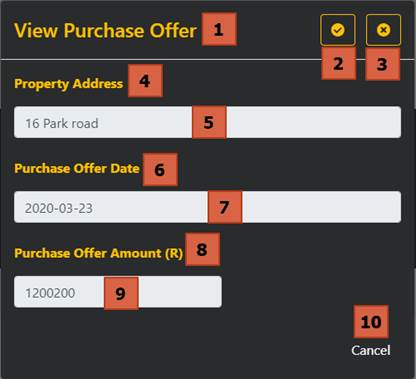 View Purchase Offer 1
2 3
Property Address 4
16 Park road 5
Purchase Offer Date 6
2020-03-23 7
Purchase Offer Amount (R) 8
1200200 9
10
Cancel